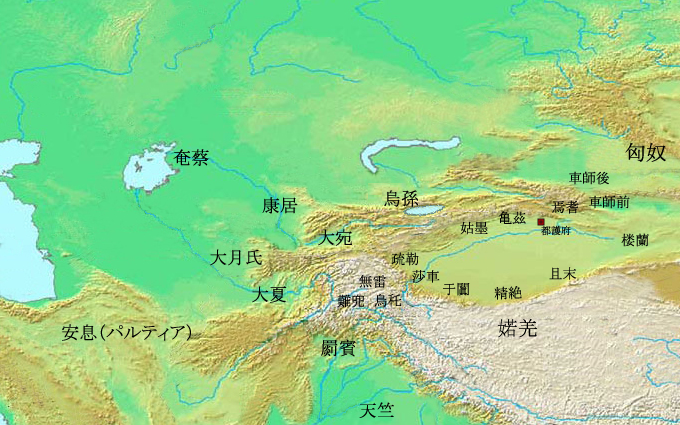 匈奴
奄蔡
車師後
烏孫
車師前
康居
焉耆
亀茲
姑墨
都護府
大宛
楼蘭
大月氏
疏勒
且末
莎車
無雷
于闐
精絶
大夏
難兜
烏秅
安息(パルティア)
婼羌
罽賓
天竺